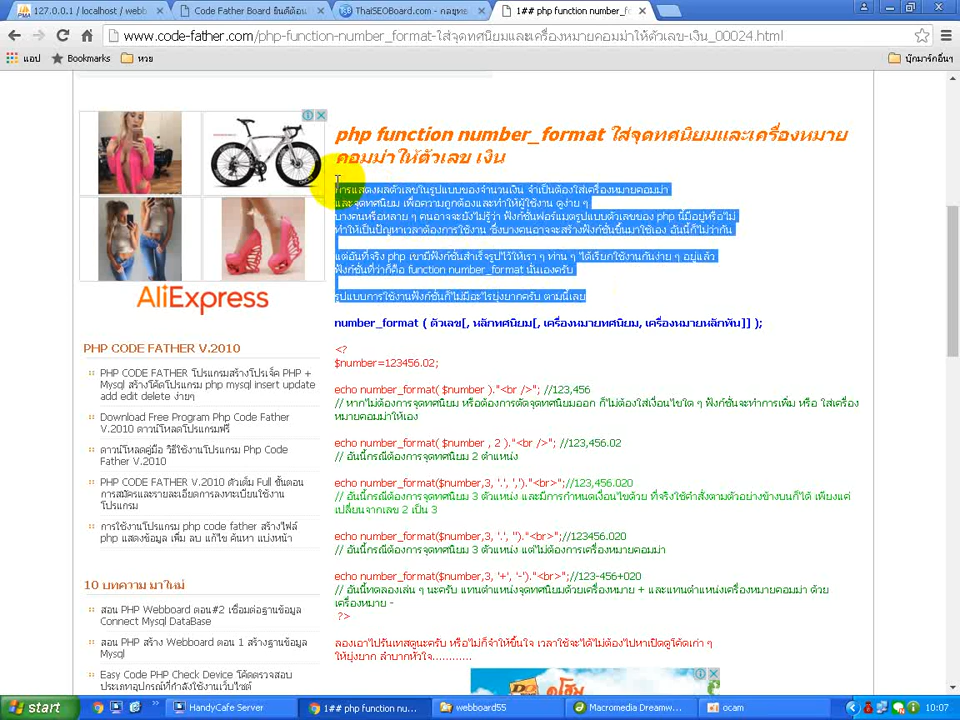 127.0.0.1 / localhost / webb
Code Father Board ยินดีต้อน
ThaiSEOBoard.com - กลยุทธ
1## php function number_f
www.code-father.com/php-function-number_format-ใส่จุดทศนิยมและเครื่องหมายคอมม่าให้ตัวเลข-เงิน_00024.html
แอป
Bookmarks
หวย
บุ๊กมาร์กอื่นๆ
php function number_format ใส่จุดทศนิยมและเครื่องหมาย
คอมม่าให้ตัวเลข เงิน
การแสดงผลตัวเลขในรูปแบบของจำนวนเงิน จำเป็นต้องใส่เครื่องหมายคอมม่า
และจุดทศนิยม เพื่อความถูกต้องและทำให้ผู้ใช้งาน ดูง่าย ๆ
บางคนหรือหลาย ๆ คนอาจจะยังไม่รู้ว่า ฟังก์ชั่นฟอร์แมตรูปแบบตัวเลขของ php นี้มีอยู่หรือไม่
ทำให้เป็นปัญหาเวลาต้องการใช้งาน ซึ่งบางคนอาจจะสร้างฟังก์ชั่นขึ้นมาใช้เอง อันนี้ก็ไม่ว่ากัน
แต่อันที่จริง php เขามีฟังก์ชั่นสำเร็จรูปไว้ให้เรา ๆ ท่าน ๆ ได้เรียกใช้งานกันง่าย ๆ อยู่แล้ว
ฟังก์ชั่นที่ว่าก็คือ function number_format นั่นเองครับ
รูปแบบการใช้งานฟังก์ชั่นก็ไม่มีอะไรยุ่งยากครับ ตามนี้เลย
number_format ( ตัวเลข[, หลักทศนิยม[, เครื่องหมายทศนิยม, เครื่องหมายหลักพัน]] );
<?
$number=123456.02;
echo number_format( $number )."<br />"; //123,456
// หากไม่ต้องการจุดทศนิยม หรือต้องการตัดจุดทศนิยมออก ก็ไม่ต้องใส่เงื่อนไขใด ๆ ฟังก์ชั่นจะทำการเพิ่ม หรือ ใส่เครื่อง
หมายคอมม่าให้เอง
echo number_format( $number , 2 )."<br />"; //123,456.02
// อันนี้กรณีต้องการจุดทศนิยม 2 ตำแหน่ง
echo number_format($number,3, '.', ',')."<br>";//123,456.020
// อันนี้กรณีต้องการจุดทศนิยม 3 ตำแหน่ง และมีการกำหนดเงื่อนไขด้วย ที่จริงใช้คำสั่งตามตัวอย่างข้างบนก็ได้ เพียงแค่
เปลี่ยนจากเลข 2 เป็น 3
echo number_format($number,3, '.', '')."<br>";//123456.020
// อันนี้กรณีต้องการจุดทศนิยม 3 ตำแหน่ง แต่ไม่ต้องการเครื่องหมายคอมม่า
echo number_format($number,3, '+', '-')."<br>";//123-456+020
// อันนี้ทดลองเล่น ๆ นะครับ แทนตำแหน่งจุดทศนิยมด้วยเครื่องหมาย + และแทนตำแหน่งเครื่องหมายคอมม่า ด้วย
เครื่องหมาย -
?>
ลองเอาไปรันเทสดูนะครับ หรือไม่ก็จำให้ขึ้นใจ เวลาใช้จะได้ไม่ต้องไปหาเปิดดูโค้ดเก่า ๆ
ให้ยุ่งยาก ลำบากหัวใจ............
AliExpress
PHP CODE FATHER V.2010
PHP CODE FATHER โปรแกรมสร้างโปรเจ็ค PHP +
Mysql สร้างโค้ดโปรแกรม php mysql insert update
add edit delete ง่ายๆ
Download Free Program Php Code Father
V.2010 ดาวน์โหลดโปรแกรมฟรี
ดาวน์โหลดคู่มือ วิธีใช้งานโปรแกรม Php Code
Father V.2010
PHP CODE FATHER V.2010 ตัวเต็ม Full ขั้นตอน
การสมัครและรายละเอียดการลงทะเบียนใช้งาน
โปรแกรม
การใช้งานโปรแกรม php code father สร้างไฟล์
php แสดงข้อมูล เพิ่ม ลบ แก้ไข ค้นหา แบ่งหน้า
10 บทความ มาใหม่
สอน PHP Webboard ตอน#2 เชื่อมต่อฐานข้อมูล
Connect Mysql DataBase
สอน PHP สร้าง Webboard ตอน 1 สร้างฐานข้อมูล
Mysql
Easy Code PHP Check Device โค้ดตรวจสอบ
ประเภทอุปกรณ์ที่กำลังใช้งานเว็บไซต์
start
HandyCafe Server
1## php function nu...
webboard55
Macromedia Dreamw...
ocam
10:07